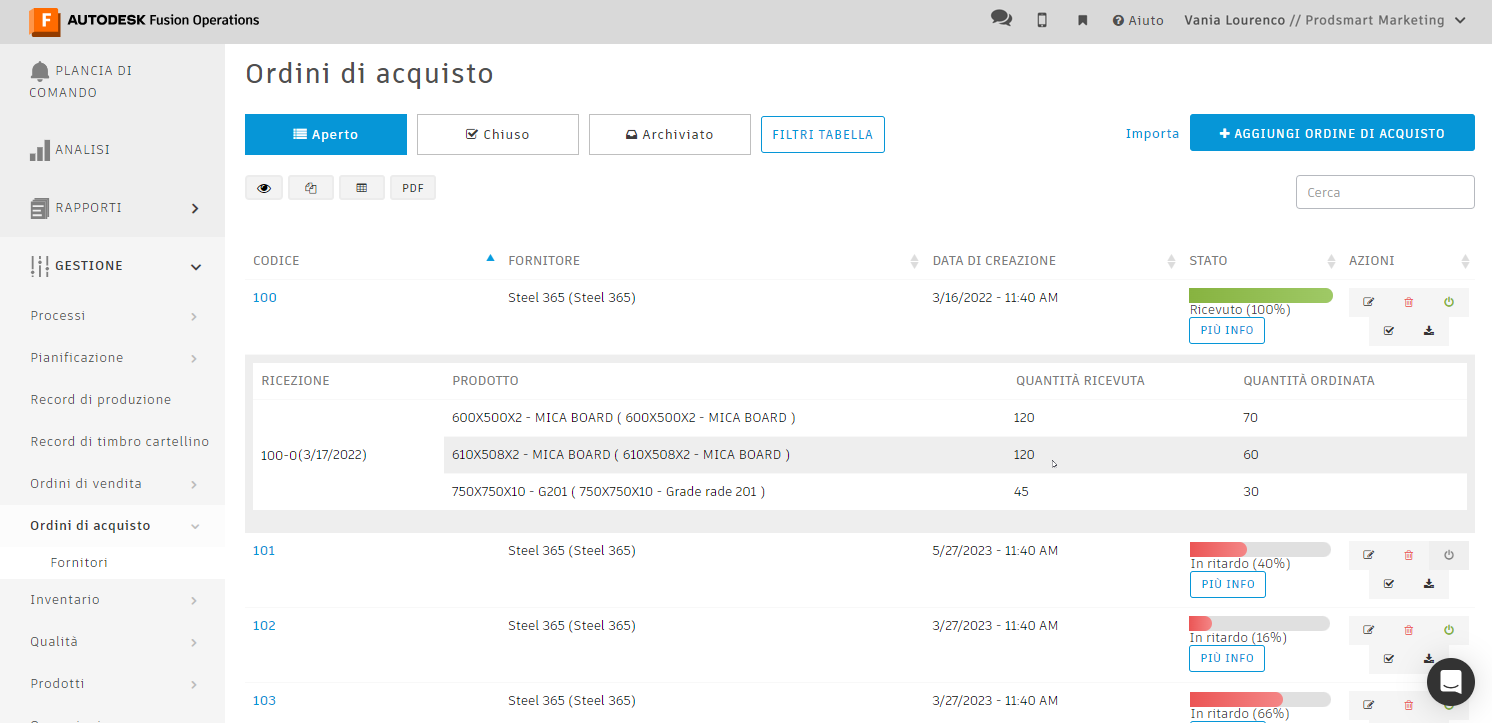 F AUTODESK Fusion Operations
Aiuto
Vania Lourenco // Prodsmart Marketing
PLANCIA DI
COMANDO
ANALISI
RAPPORTI
GESTIONE
Processi
Pianificazione
Record di produzione
Record di timbro cartellino
Ordini di vendita
Ordini di acquisto
Fornitori
Inventario
Qualità
Prodotti
Ordini di acquisto
Aperto
Chiuso
Archiviato
FILTRI TABELLA
Importa
AGGIUNGI ORDINE DI ACQUISTO
PDF
Cerca
CODICE FORNITORE DATA DI CREAZIONE STATO AZIONI
100 Steel 365 (Steel 365) 3/16/2022 - 11:40 AM
Ricevuto (100%)
PIÙ INFO
RICEZIONE PRODOTTO QUANTITÀ RICEVUTA QUANTITÀ ORDINATA
600X500X2 - MICA BOARD ( 600X500X2 - MICA BOARD ) 120 70
100-0(3/17/2022) 610X508X2 - MICA BOARD ( 610X508X2 - MICA BOARD ) 120 60
750X750X10 - G201 ( 750X750X10 - Grade rade 201 ) 45 30
101 Steel 365 (Steel 365) 5/27/2023 - 11:40 AM
In ritardo (40%)
PIÙ INFO
102 Steel 365 (Steel 365) 3/27/2023 - 11:40 AM
In ritardo (16%)
PIÙ INFO
103 Steel 365 (Steel 365) 3/27/2023 - 11:40 AM
In ritardo (66%)